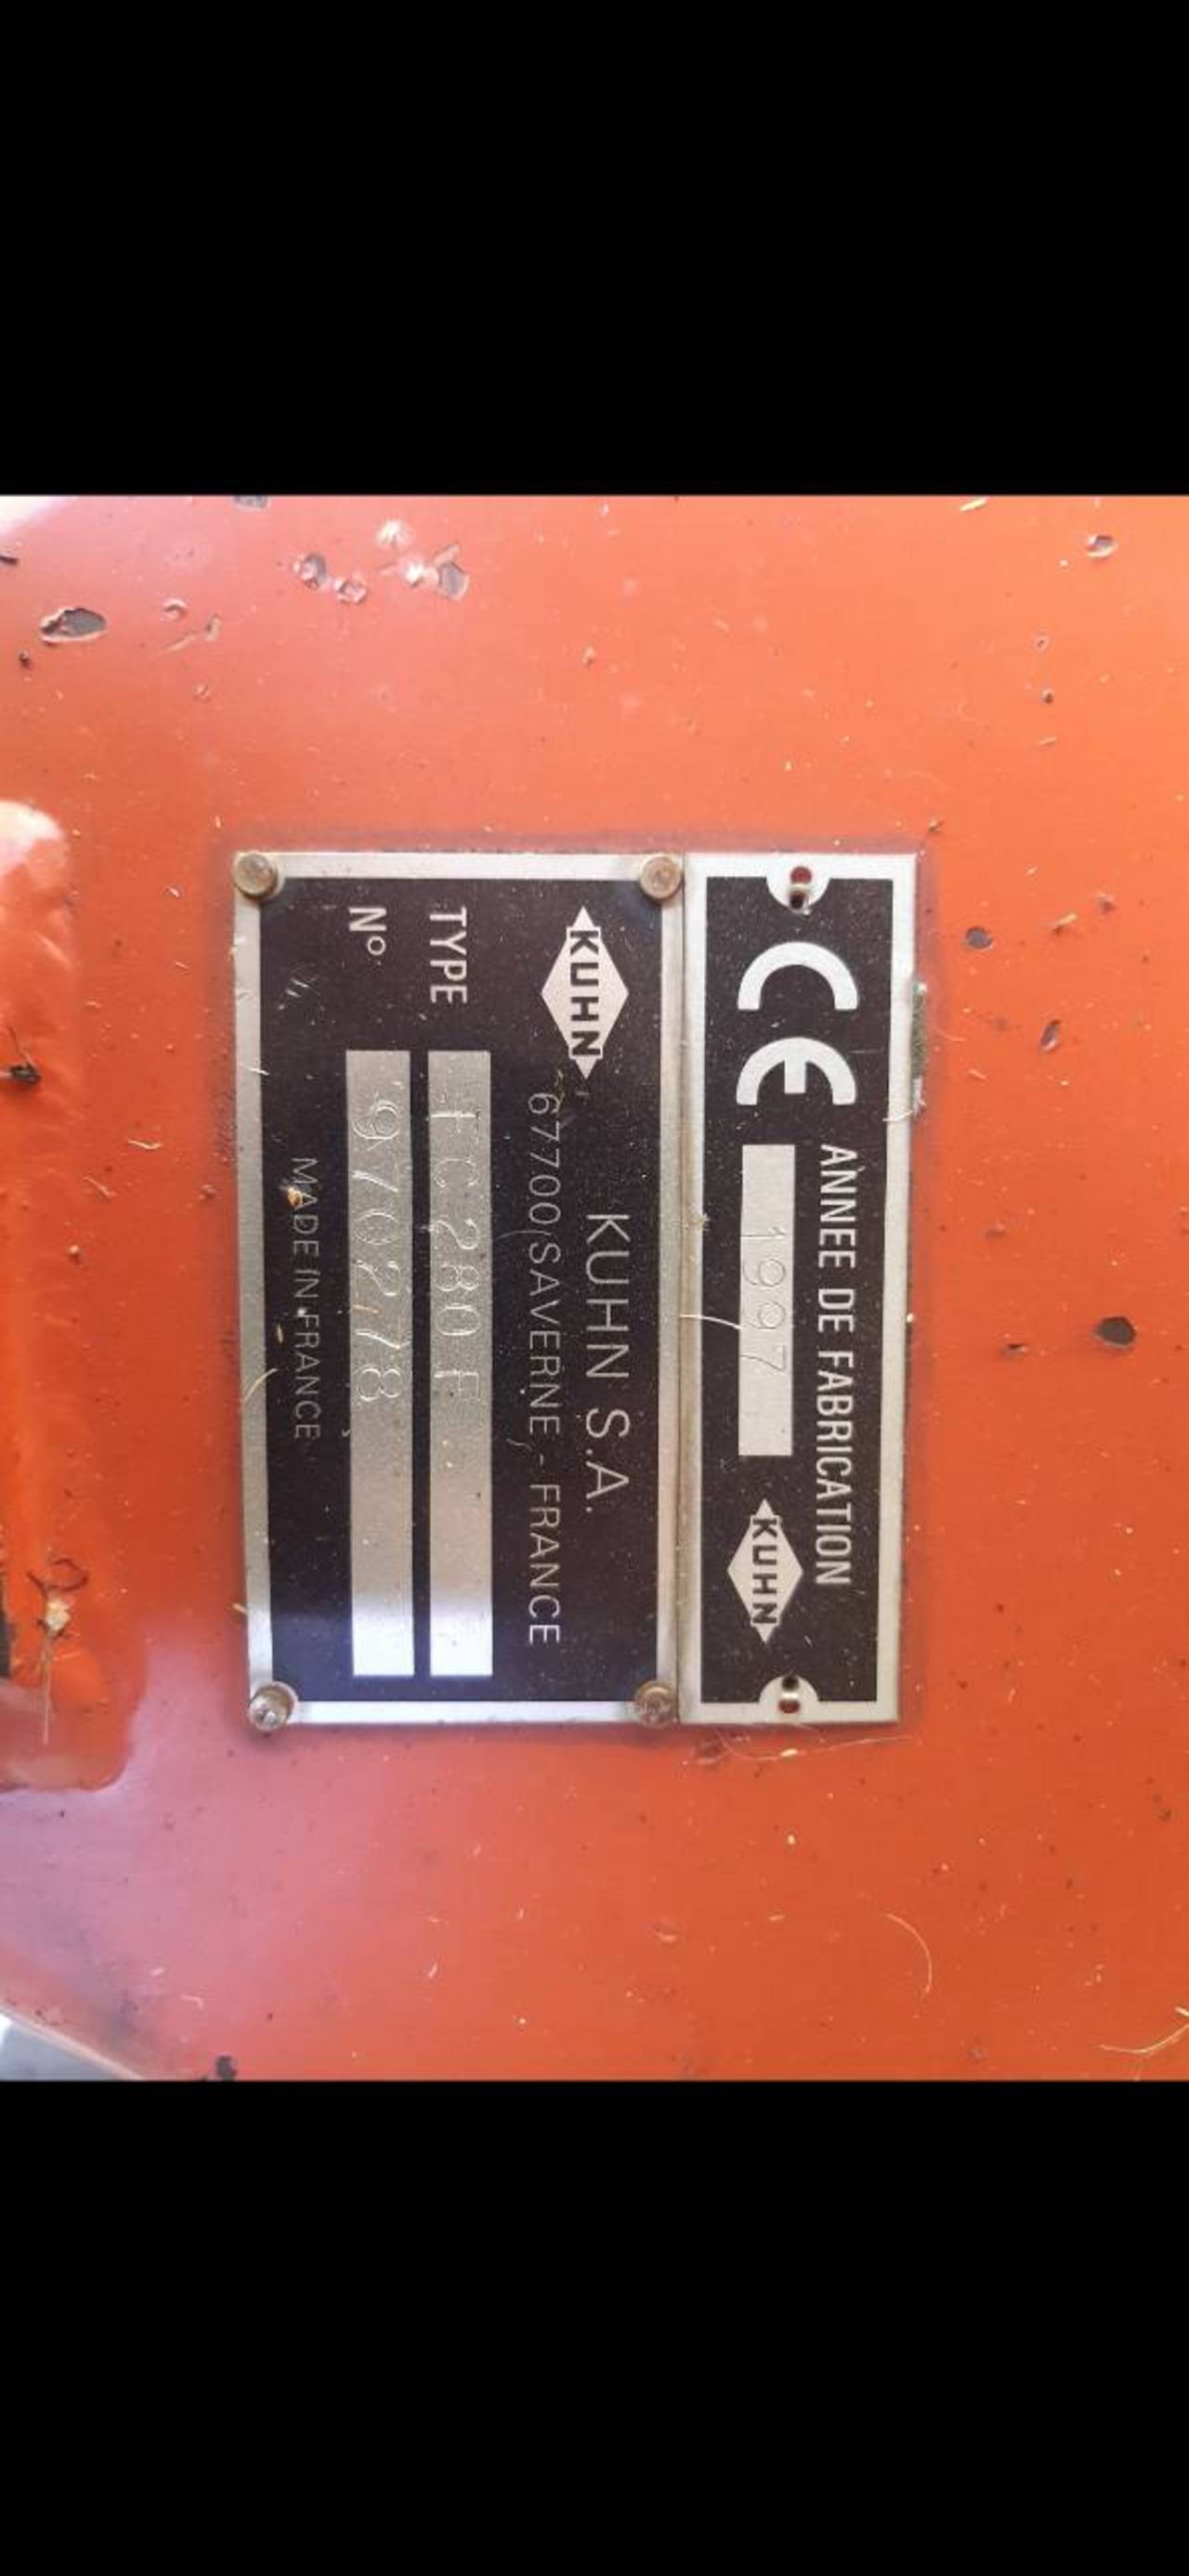 CE ANNEE DE FABRICATION
1997 KUHN
KUHN KUHN S.A.
67700 SAVERNE - FRANCE
TYPE FC 280 F
N° 970278
MADE IN FRANCE